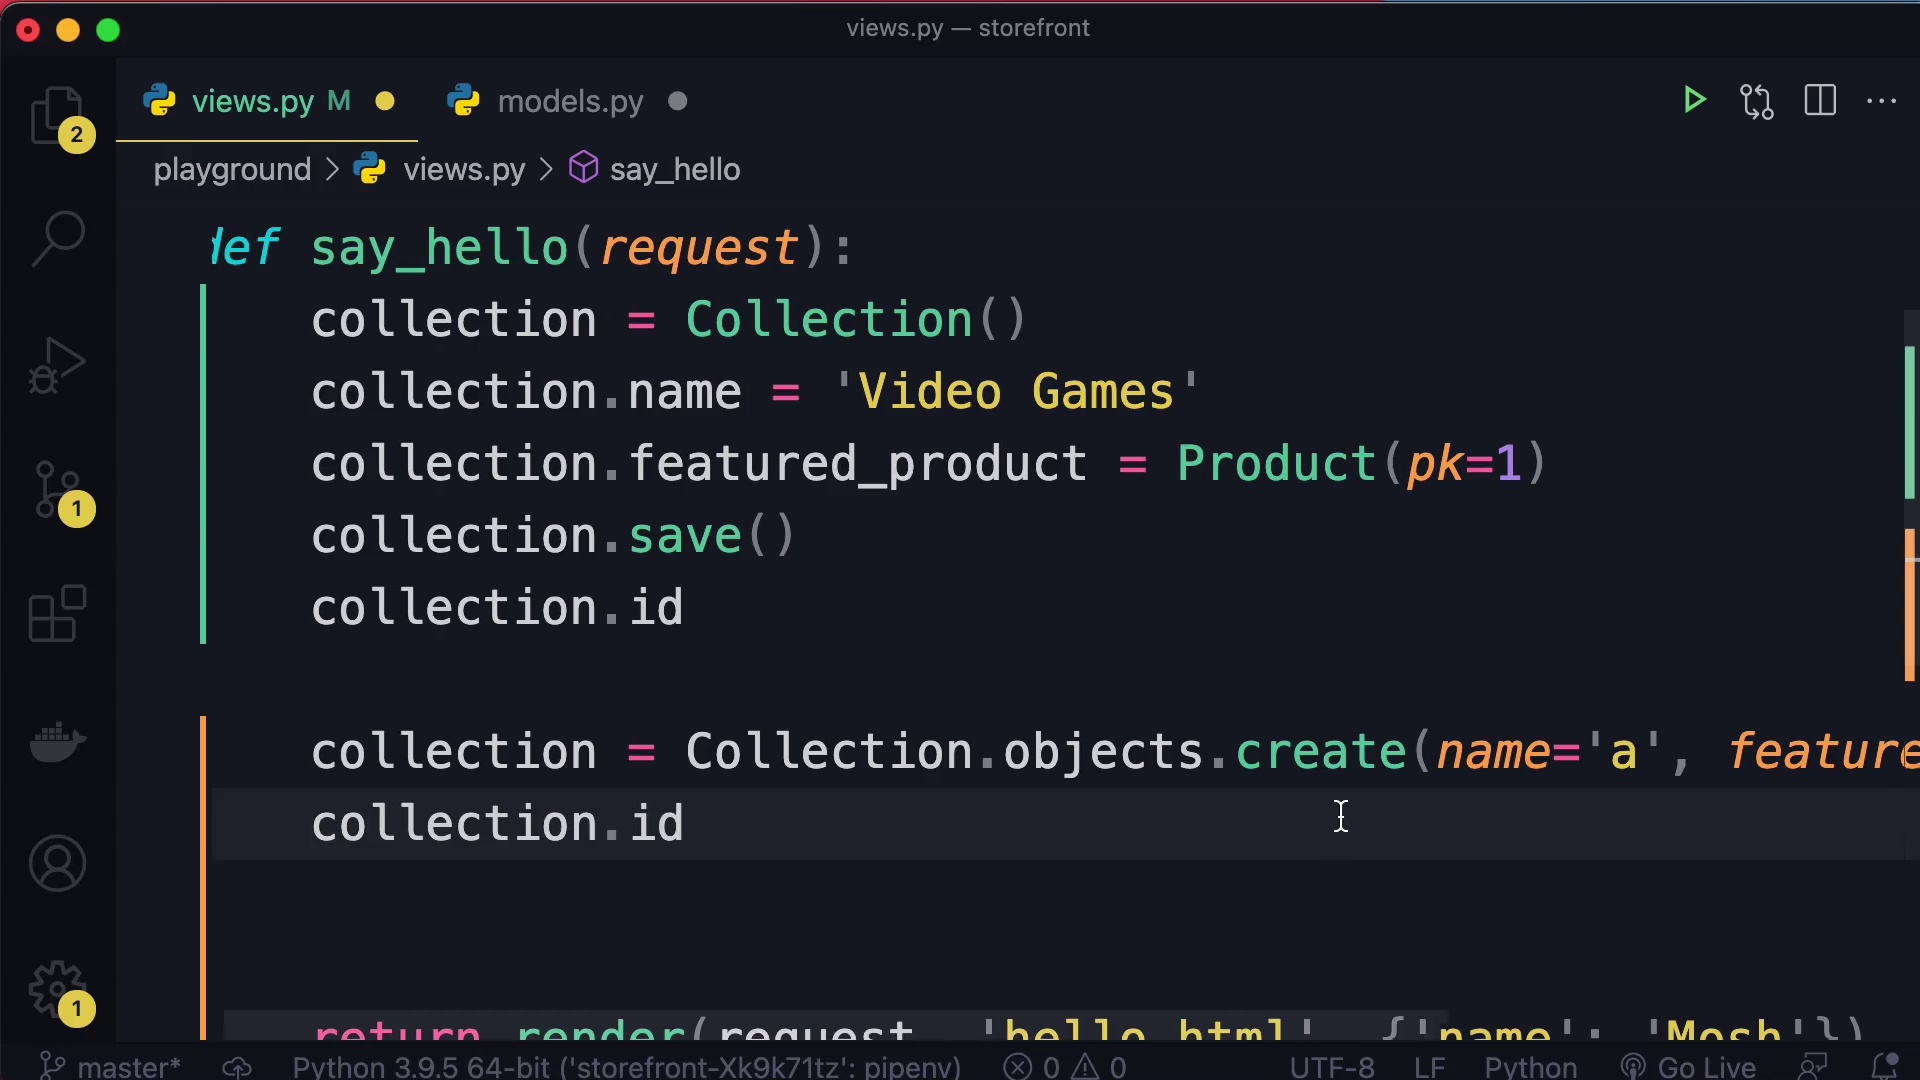 views.py — storefront
views.py M
models.py
2
playground > views.py > say_hello
def say_hello(request):
collection = Collection()
collection.name = 'Video Games'
collection.featured_product = Product(pk=1)
collection.save()
collection.id
1
collection = Collection.objects.create(name='a', feature
collection.id
1
return render(request, 'hello.html', {'name': 'Mosh'})
master* Python 3.9.5 64-bit ('storefront-Xk9k71tz': pipenv) 0 0 UTF-8 LF Python Go Live